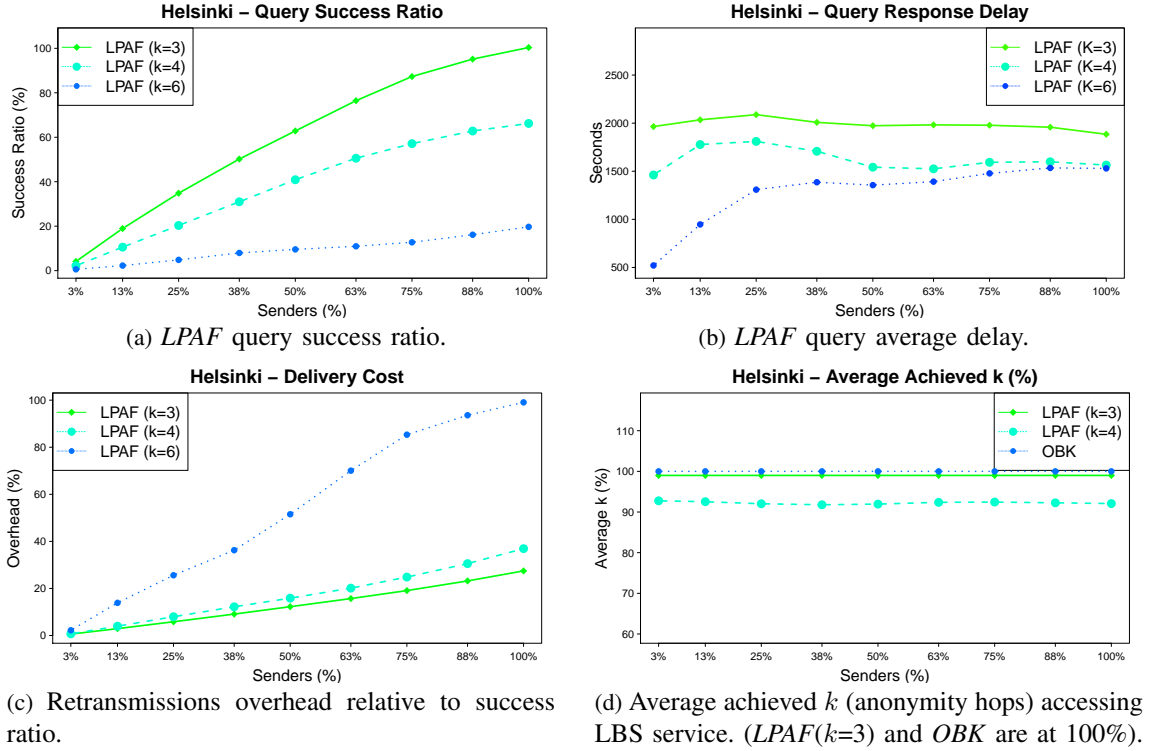 Helsinki – Query Success Ratio
LPAF (k=3)
LPAF (k=4)
LPAF (k=6)
Success Ratio (%)
100
80
60
40
20
0
3% 13% 25% 38% 50% 63% 75% 88% 100%
Senders (%)
(a) LPAF query success ratio.
Helsinki – Query Response Delay
LPAF (K=3)
LPAF (K=4)
LPAF (K=6)
Seconds
2500
2000
1500
1000
500
3% 13% 25% 38% 50% 63% 75% 88% 100%
Senders (%)
(b) LPAF query average delay.
Helsinki – Delivery Cost
LPAF (k=3)
LPAF (k=4)
LPAF (k=6)
Overhead (%)
100
80
60
40
20
0
3% 13% 25% 38% 50% 63% 75% 88% 100%
Senders (%)
(c) Retransmissions overhead relative to success
ratio.
Helsinki – Average Achieved k (%)
LPAF (k=3)
LPAF (k=4)
OBK
Average k (%)
110
100
90
80
70
60
3% 13% 25% 38% 50% 63% 75% 88% 100%
Senders (%)
(d) Average achieved k (anonymity hops) accessing
LBS service. (LPAF(k=3) and OBK are at 100%).